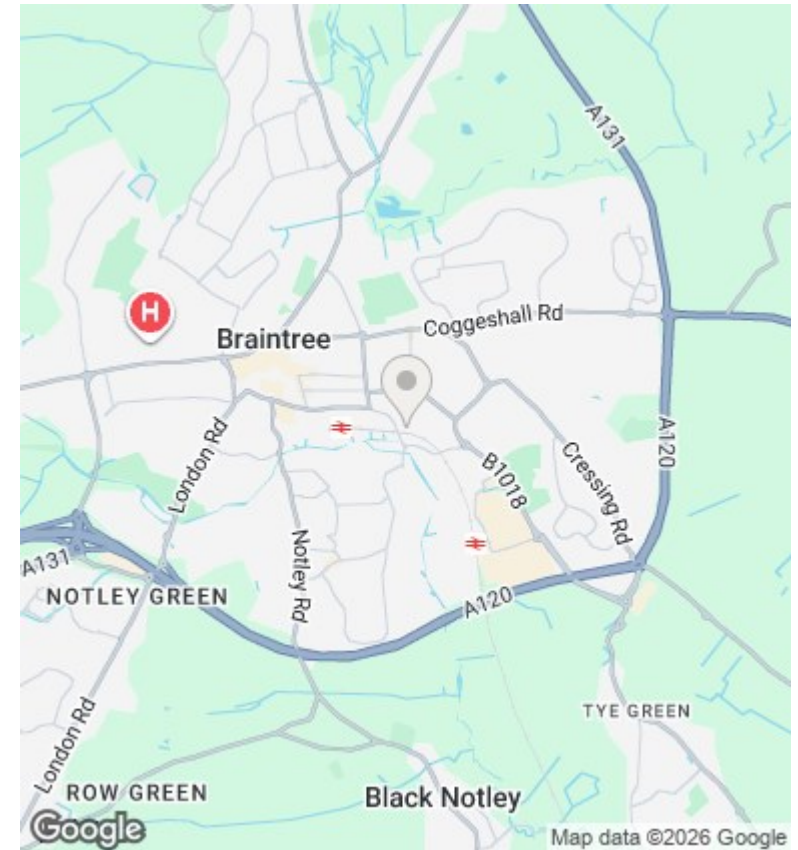 A131
H
Braintree
Coggeshall Rd
London Rd
A120
Cressing Rd
B1018
Notley Rd
A131
NOTLEY GREEN
A120
TYE GREEN
London Rd
ROW GREEN
Black Notley
Google
Map data ©2026 Google